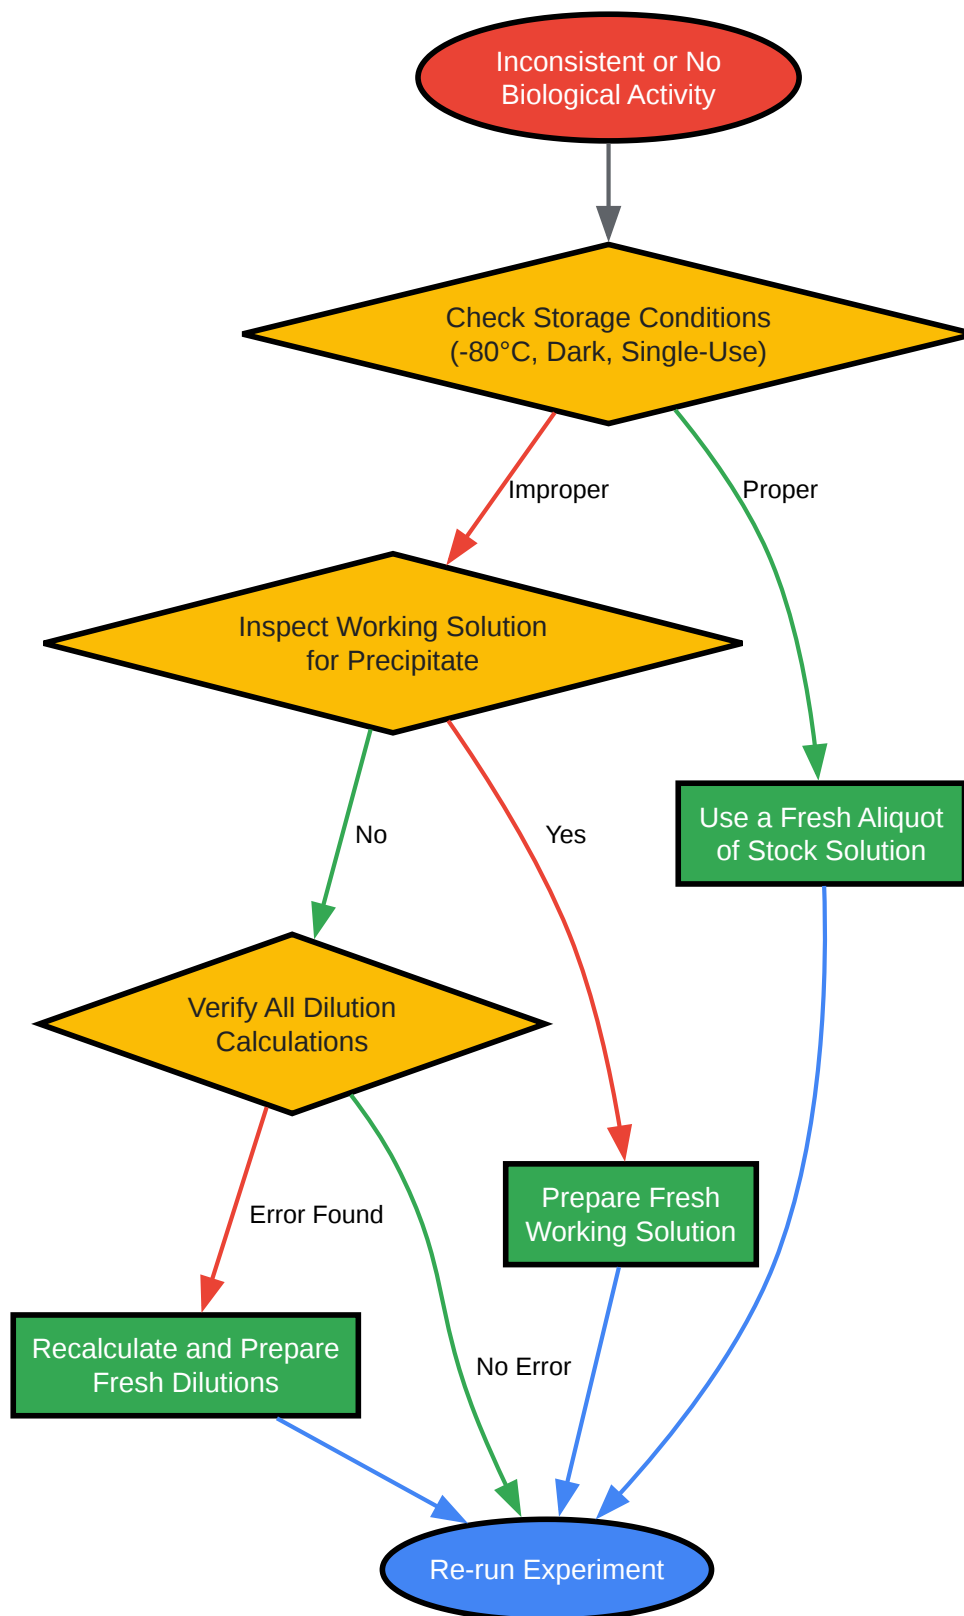 Inconsistent or No
Biological Activity
Check Storage Conditions
(-80°C, Dark, Single-Use)
Improper
Proper
Inspect Working Solution
for Precipitate
No
Yes
Use a Fresh Aliquot
of Stock Solution
Verify All Dilution
Calculations
Error Found
Prepare Fresh
Working Solution
Recalculate and Prepare
Fresh Dilutions
No Error
Re-run Experiment